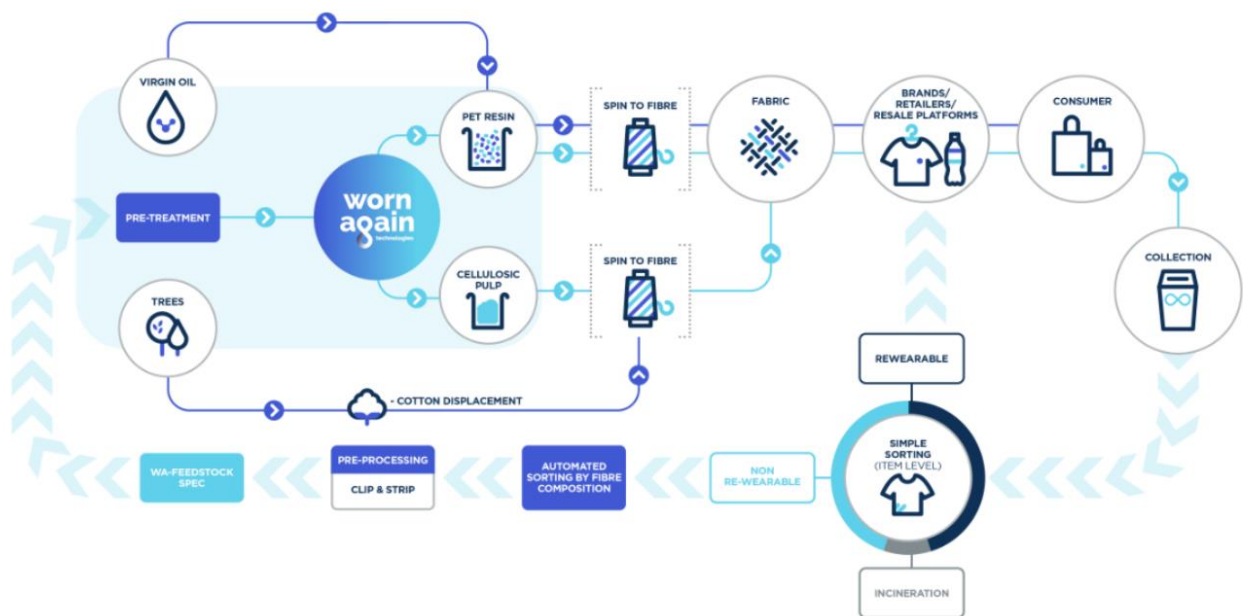 VIRGIN OIL
PET RESIN
SPIN TO FIBRE
FABRIC
BRANDS/
RETAILERS/
RESALE PLATFORMS
CONSUMER
PRE-TREATMENT
worn
again
technologies
COLLECTION
CELLULOSIC
PULP
SPIN TO FIBRE
TREES
- COTTON DISPLACEMENT
REWEARABLE
SIMPLE
SORTING
(ITEM LEVEL)
WA-FEEDSTOCK
SPEC
PRE-PROCESSING
CLIP & STRIP
AUTOMATED
SORTING BY FIBRE
COMPOSITION
NON
RE-WEARABLE
INCINERATION